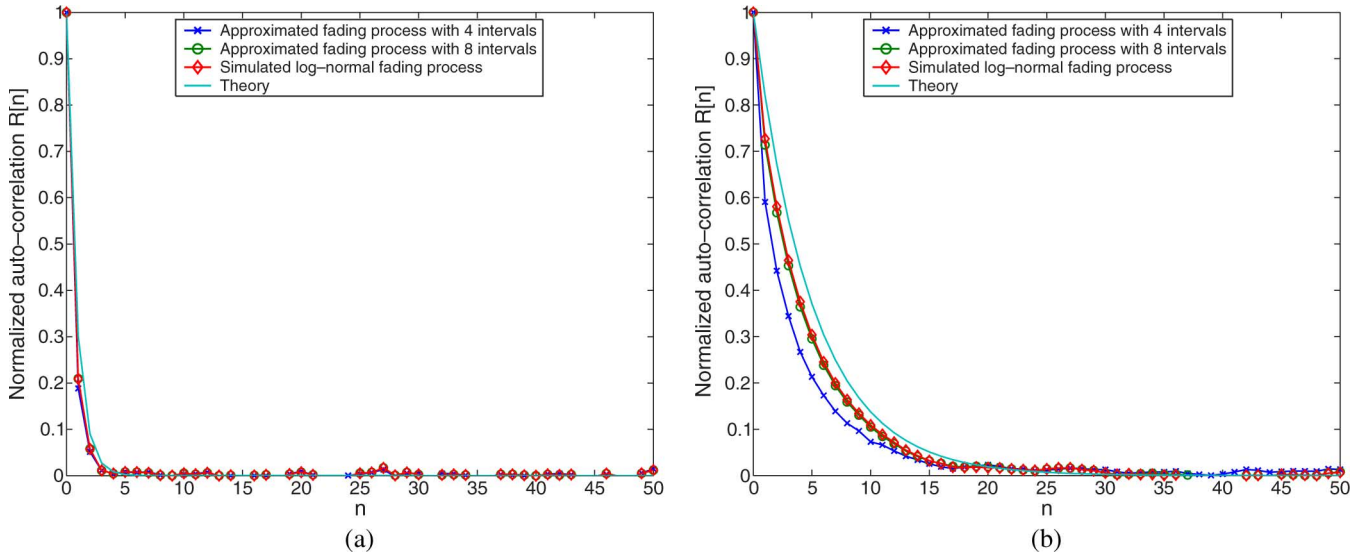 1
0.9
0.8
0.7
0.6
0.5
0.4
0.3
0.2
0.1
0
0 5 10 15 20 25 30 35 40 45 50
Normalized auto–correlation R[n]
n
Approximated fading process with 4 intervals
Approximated fading process with 8 intervals
Simulated log–normal fading process
Theory
(a)
1
0.9
0.8
0.7
0.6
0.5
0.4
0.3
0.2
0.1
0
0 5 10 15 20 25 30 35 40 45 50
Normalized auto–correlation R[n]
n
Approximated fading process with 4 intervals
Approximated fading process with 8 intervals
Simulated log–normal fading process
Theory
(b)